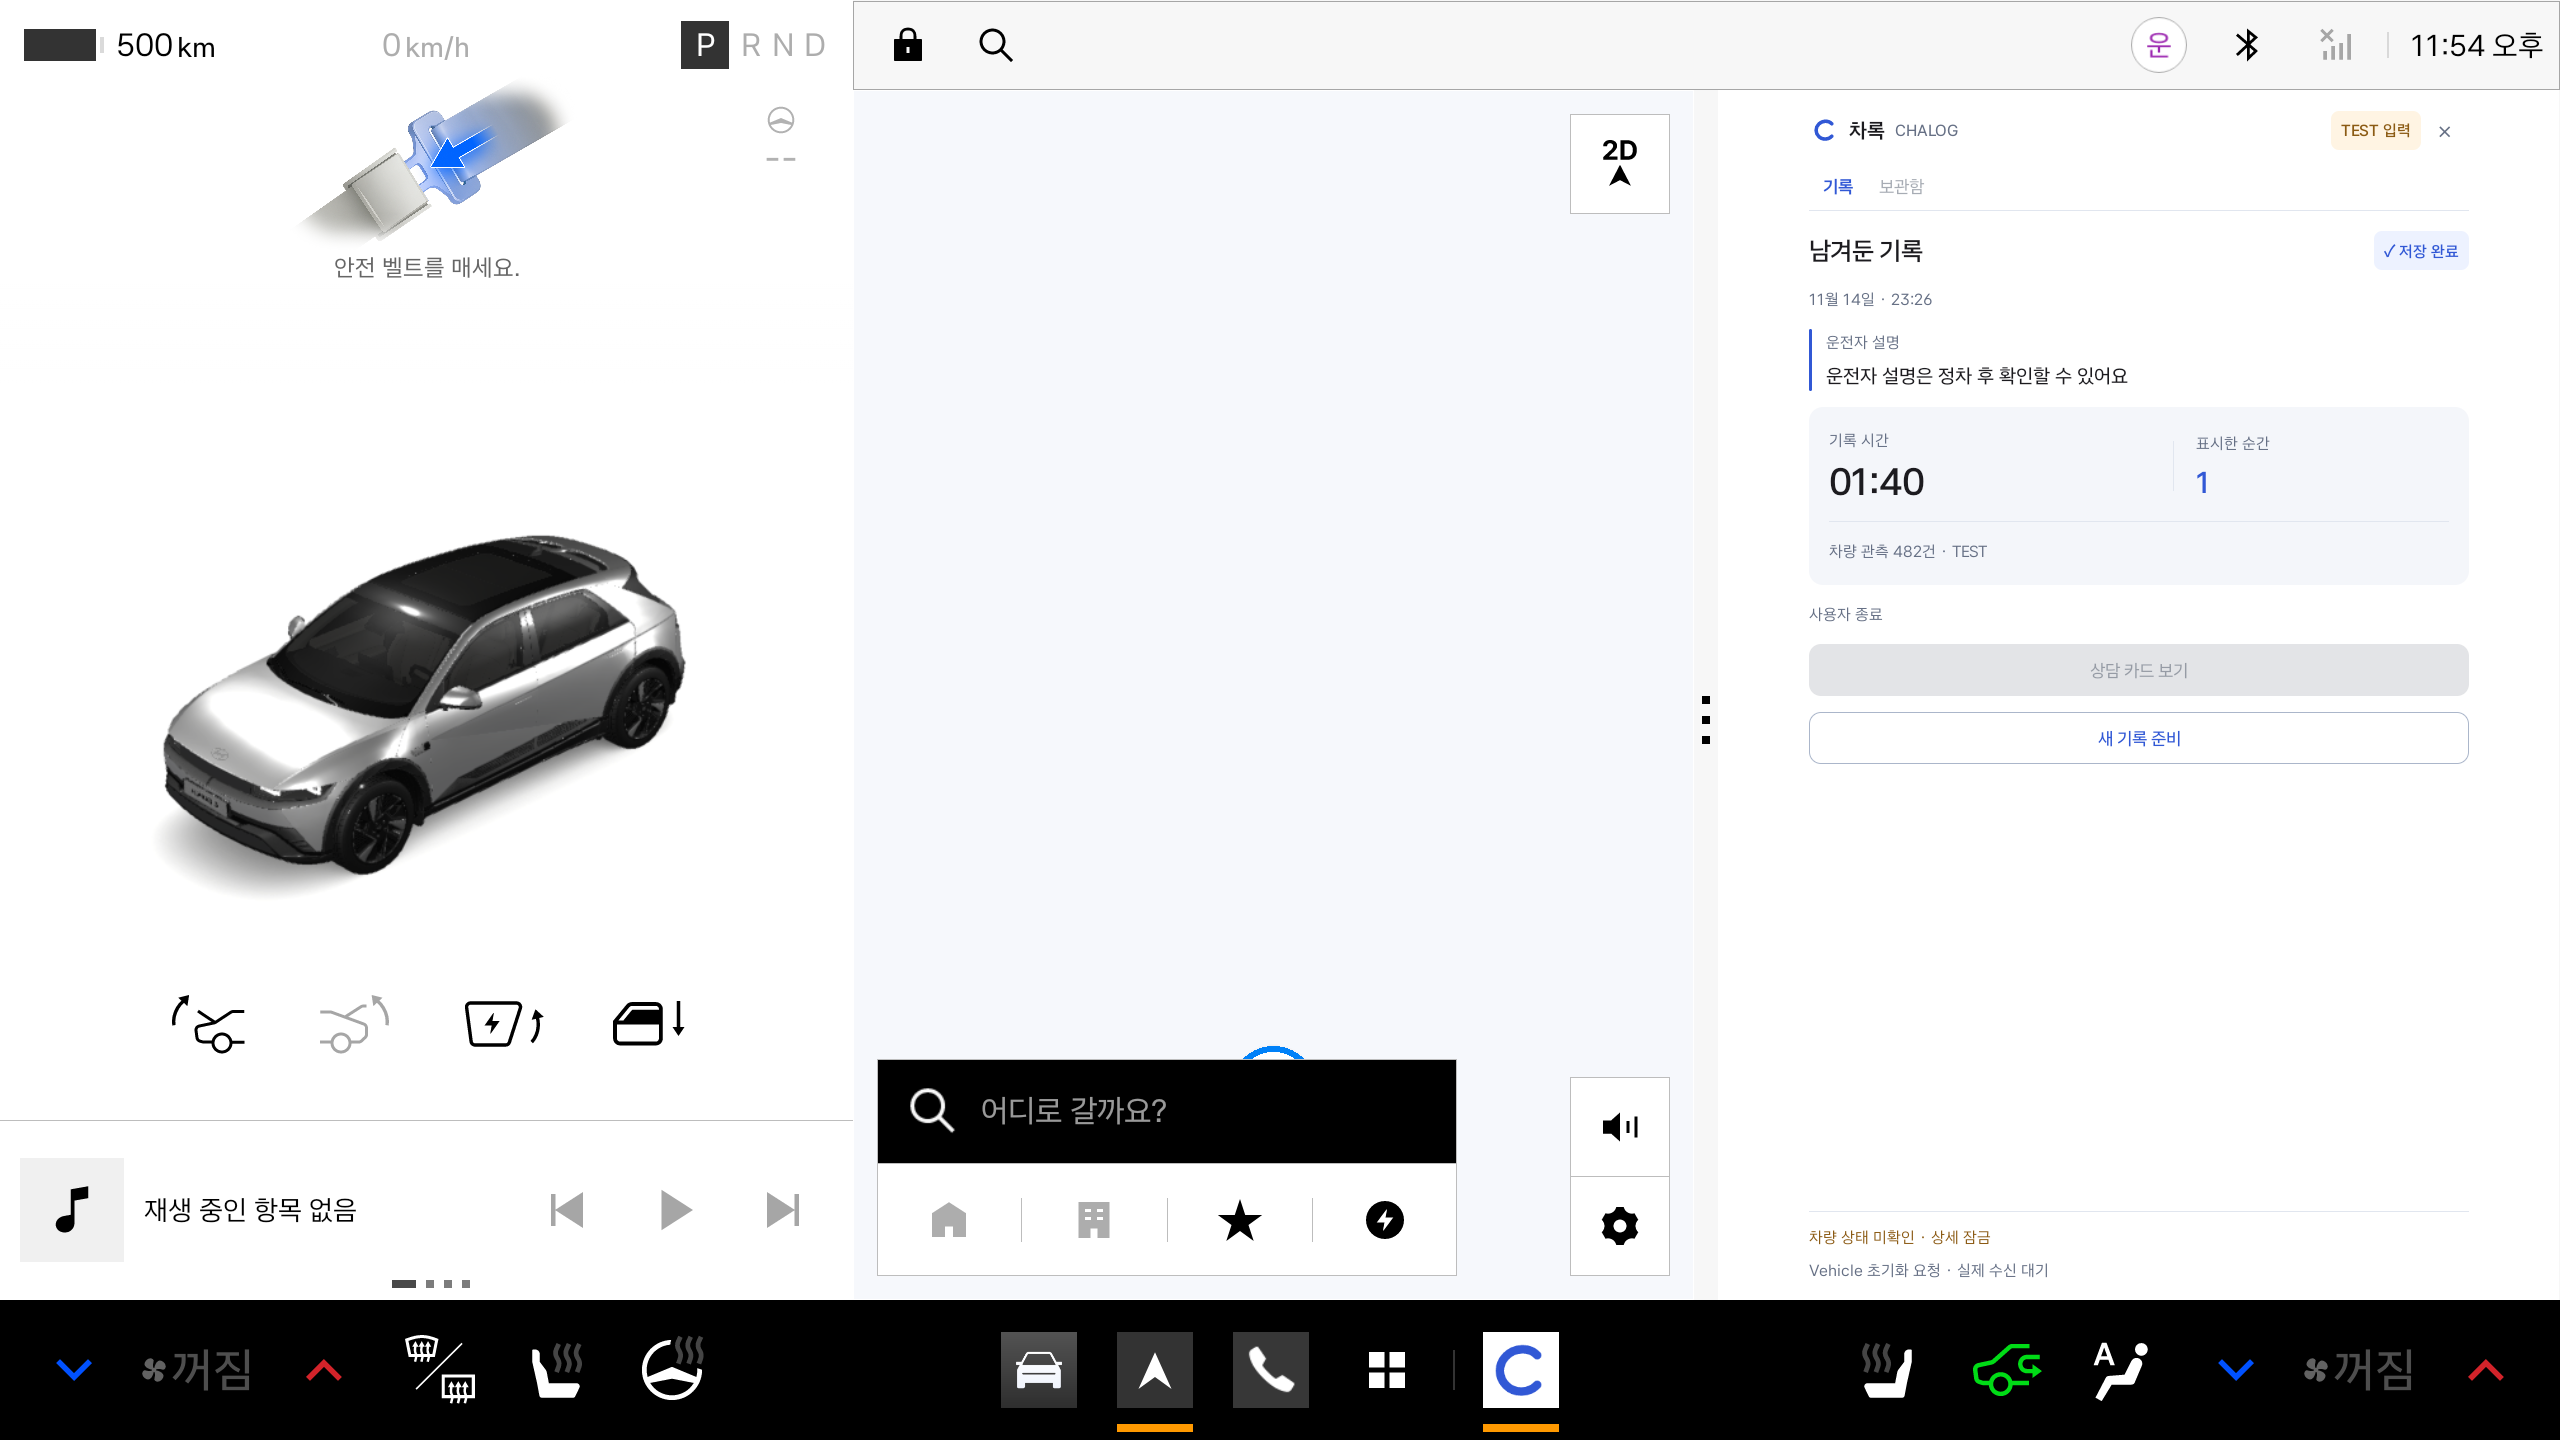 500 km
0 km/h
P R N D
안전 벨트를 매세요.
재생 중인 항목 없음
운
11:54 오후
2D
어디로 갈까요?
차록 CHALOG
TEST 입력
기록 보관함
남겨둔 기록
✓ 저장 완료
11월 14일 · 23:26
운전자 설명
운전자 설명은 정차 후 확인할 수 있어요
기록 시간
01:40
표시한 순간
1
차량 관측 482건 · TEST
사용자 종료
상담 카드 보기
새 기록 준비
차량 상태 미확인 · 상세 잠금
Vehicle 초기화 요청 · 실제 수신 대기
꺼짐
A
꺼짐